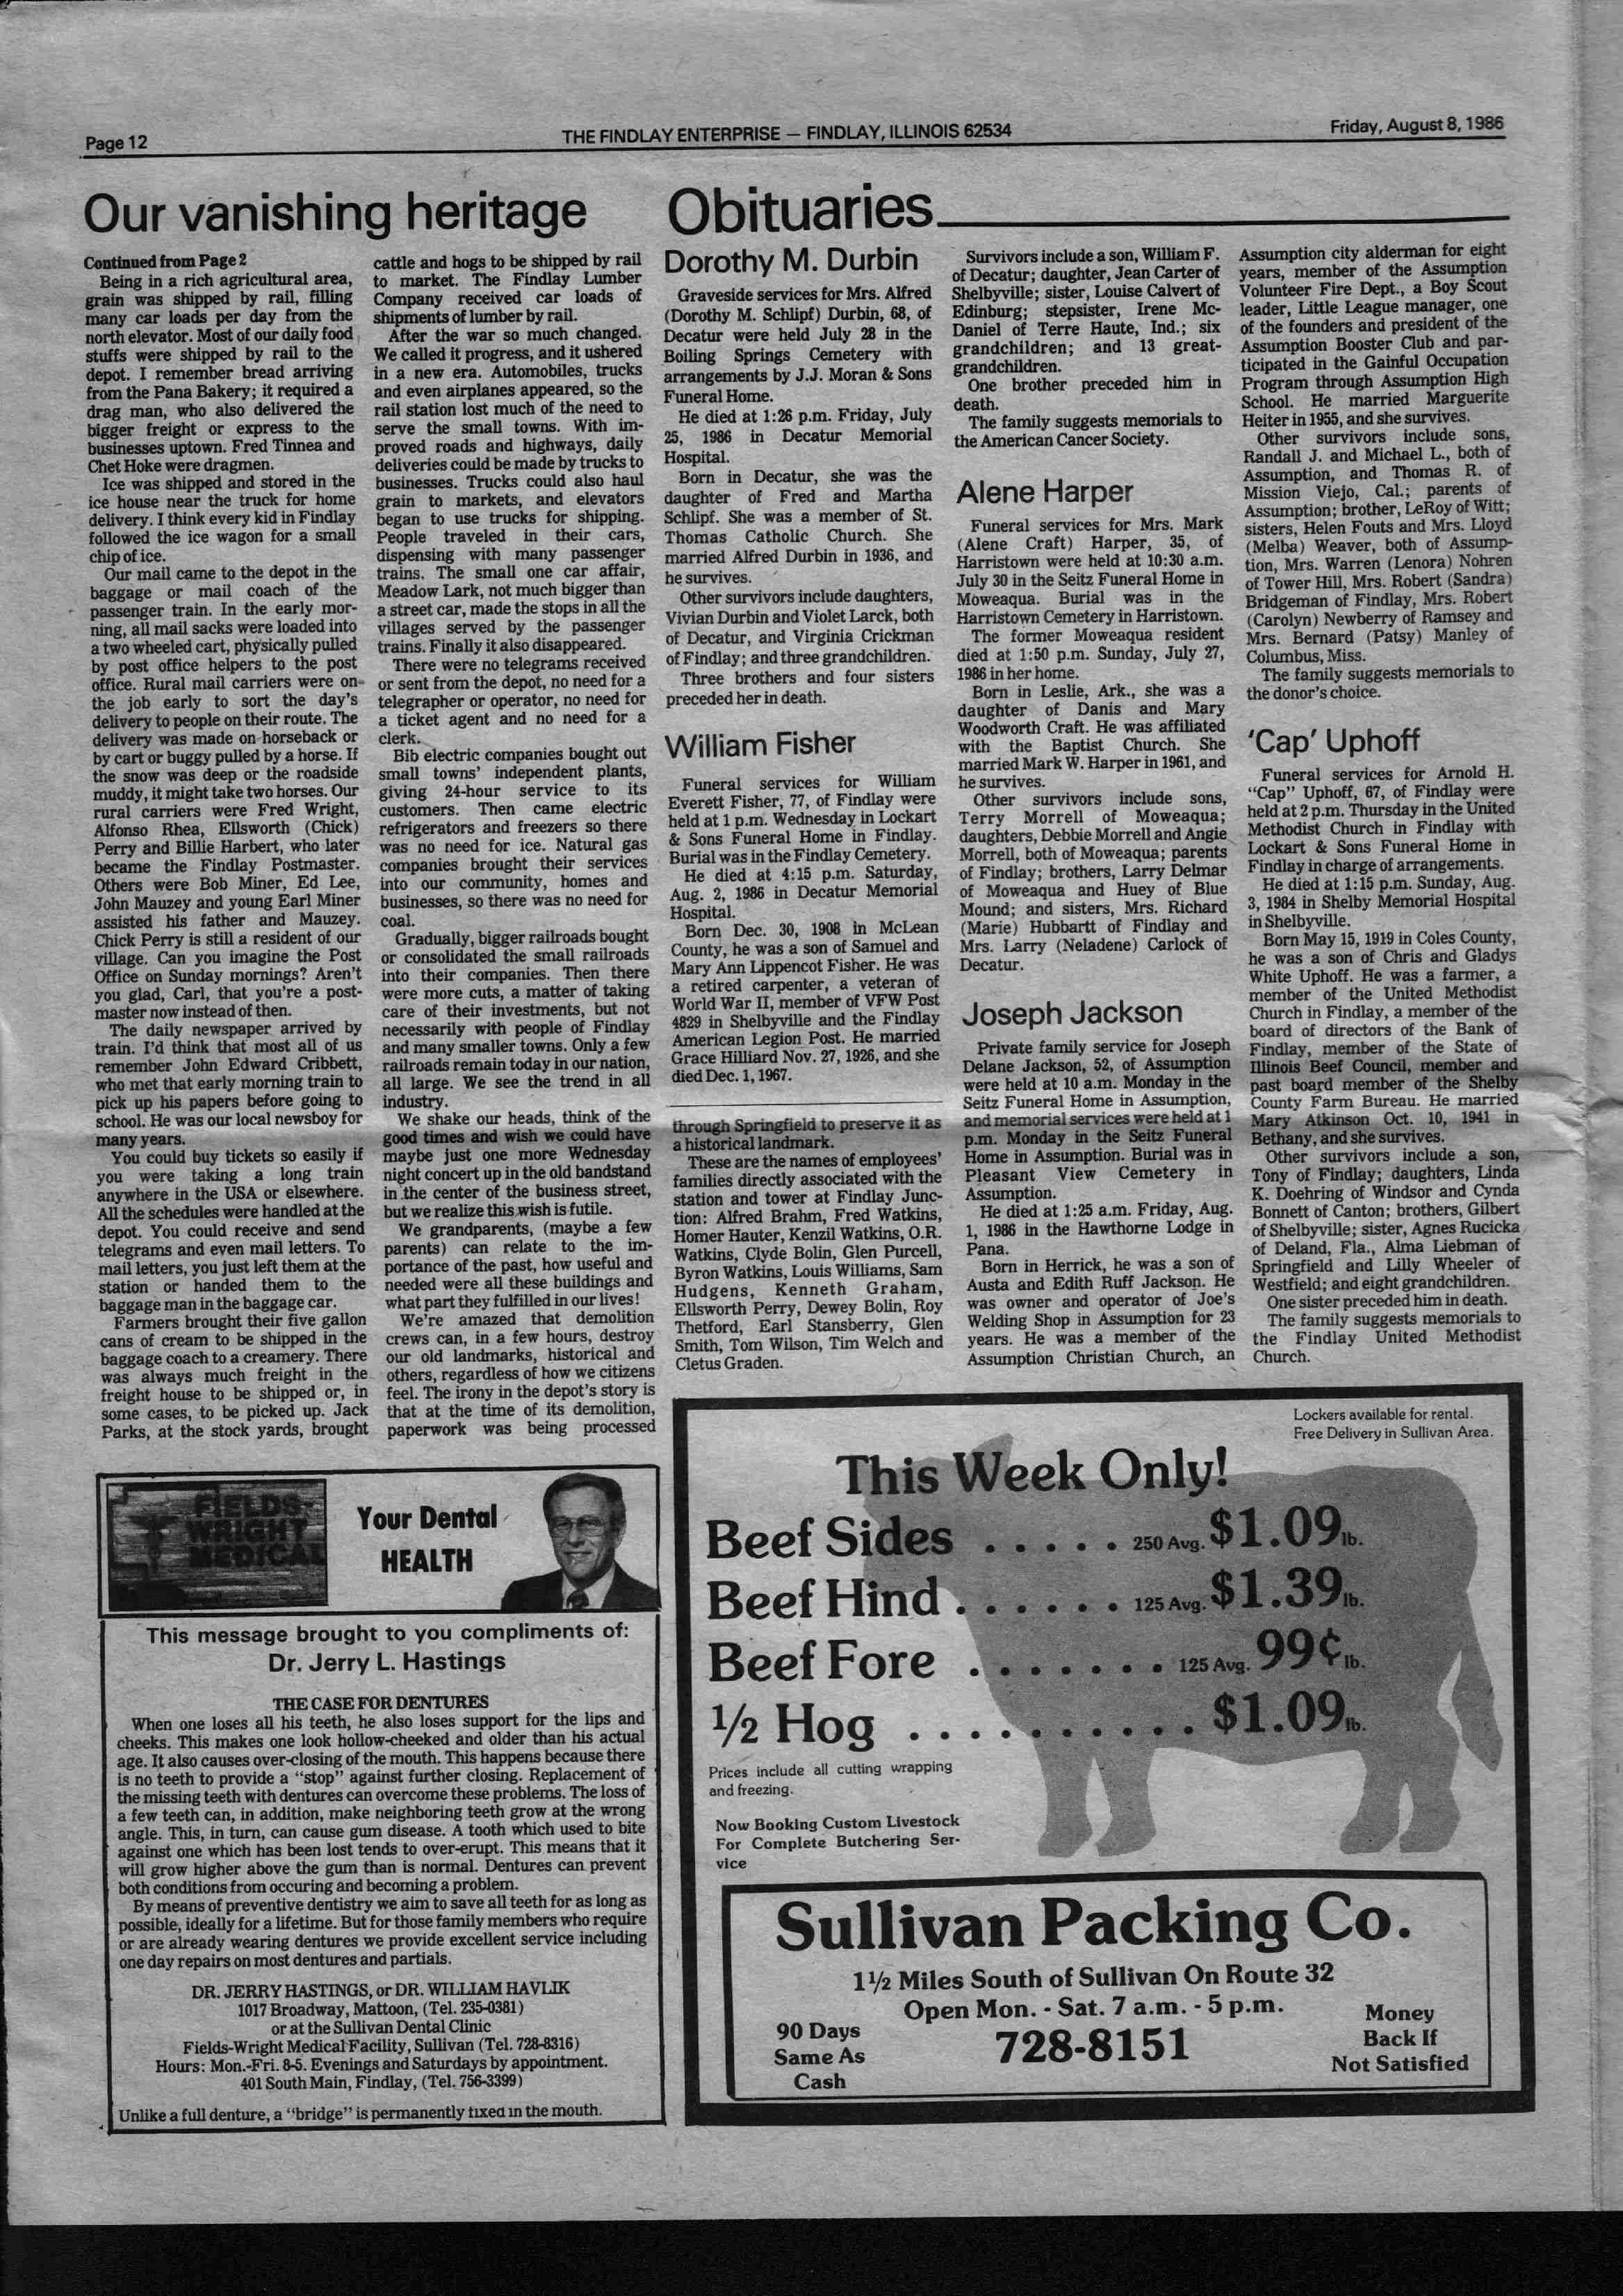 Page 12
THE FINDLAY ENTERPRISE — FINDLAY, ILLINOIS 62534
Friday, August 8, 1986
Our vanishing heritage
Continued from Page 2
Being in a rich agricultural area,
grain was shipped by rail, filling
many car loads per day from the
north elevator. Most of our daily food
stuffs were shipped by rail to the
depot. I remember bread arriving
from the Pana Bakery; it required a
drag man, who also delivered the
bigger freight or express to the
businesses uptown. Fred Tinnea and
Chet Hoke were dragmen.
Ice was shipped and stored in the
ice house near the truck for home
delivery. I think every kid in Findlay
followed the ice wagon for a small
chip of ice.
Our mail came to the depot in the
baggage or mail coach of the
passenger train. In the early mor-
ning, all mail sacks were loaded into
a two wheeled cart, physically pulled
by post office helpers to the post
office. Rural mail carriers were on
the job early to sort the day's
delivery to people on their route. The
delivery was made on horseback or
by cart or buggy pulled by a horse. If
the snow was deep or the roadside
muddy, it might take two horses. Our
rural carriers were Fred Wright,
Alfonso Rhea, Ellsworth (Chick)
Perry and Billie Harbert, who later
became the Findlay Postmaster.
Others were Bob Miner, Ed Lee,
John Mauzey and young Earl Miner
assisted his father and Mauzey.
Chick Perry is still a resident of our
village. Can you imagine the Post
Office on Sunday mornings? Aren't
you glad, Carl, that you're a post-
master now instead of then.
The daily newspaper arrived by
train. I'd think that most all of us
remember John Edward Cribbett,
who met that early morning train to
pick up his papers before going to
school. He was our local newsboy for
many years.
You could buy tickets so easily if
you were taking a long train
anywhere in the USA or elsewhere.
All the schedules were handled at the
depot. You could receive and send
telegrams and even mail letters. To
mail letters, you just left them at the
station or handed them to the
baggage man in the baggage car.
Farmers brought their five gallon
cans of cream to be shipped in the
baggage coach to a creamery. There
was always much freight in the
freight house to be shipped or, in
some cases, to be picked up. Jack
Parks, at the stock yards, brought
cattle and hogs to be shipped by rail
to market. The Findlay Lumber
Company received car loads of
shipments of lumber by rail.
After the war so much changed.
We called it progress, and it ushered
in a new era. Automobiles, trucks
and even airplanes appeared, so the
rail station lost much of the need to
serve the small towns. With im-
proved roads and highways, daily
deliveries could be made by trucks to
businesses. Trucks could also haul
grain to markets, and elevators
began to use trucks for shipping.
People traveled in their cars,
dispensing with many passenger
trains. The small one car affair,
Meadow Lark, not much bigger than
a street car, made the stops in all the
villages served by the passenger
trains. Finally it also disappeared.
There were no telegrams received
or sent from the depot, no need for a
telegrapher or operator, no need for
a ticket agent and no need for a
clerk.
Bib electric companies bought out
small towns' independent plants,
giving 24-hour service to its
customers. Then came electric
refrigerators and freezers so there
was no need for ice. Natural gas
companies brought their services
into our community, homes and
businesses, so there was no need for
coal.
Gradually, bigger railroads bought
or consolidated the small railroads
into their companies. Then there
were more cuts, a matter of taking
care of their investments, but not
necessarily with people of Findlay
and many smaller towns. Only a few
railroads remain today in our nation,
all large. We see the trend in all
industry.
We shake our heads, think of the
good times and wish we could have
maybe just one more Wednesday
night concert up in the old bandstand
in the center of the business street,
but we realize this wish is futile.
We grandparents, (maybe a few
parents) can relate to the im-
portance of the past, how useful and
needed were all these buildings and
what part they fulfilled in our lives!
We're amazed that demolition
crews can, in a few hours, destroy
our old landmarks, historical and
others, regardless of how we citizens
feel. The irony in the depot's story is
that at the time of its demolition,
paperwork was being processed
through Springfield to preserve it as
a historical landmark.
These are the names of employees'
families directly associated with the
station and tower at Findlay Junc-
tion: Alfred Brahm, Fred Watkins,
Homer Hauter, Kenzil Watkins, O.R.
Watkins, Clyde Bolin, Glen Purcell,
Byron Watkins, Louis Williams, Sam
Hudgens, Kenneth Graham,
Ellsworth Perry, Dewey Bolin, Roy
Thetford, Earl Stansberry, Glen
Smith, Tom Wilson, Tim Welch and
Cletus Graden.
Obituaries
Dorothy M. Durbin
Graveside services for Mrs. Alfred
(Dorothy M. Schlipf) Durbin, 68, of
Decatur were held July 28 in the
Boiling Springs Cemetery with
arrangements by J.J. Moran & Sons
Funeral Home.
He died at 1:26 p.m. Friday, July
25, 1986 in Decatur Memorial
Hospital.
Born in Decatur, she was the
daughter of Fred and Martha
Schlipf. She was a member of St.
Thomas Catholic Church. She
married Alfred Durbin in 1936, and
he survives.
Other survivors include daughters,
Vivian Durbin and Violet Larck, both
of Decatur, and Virginia Crickman
of Findlay; and three grandchildren.
Three brothers and four sisters
preceded her in death.
William Fisher
Funeral services for William
Everett Fisher, 77, of Findlay were
held at 1 p.m. Wednesday in Lockart
& Sons Funeral Home in Findlay.
Burial was in the Findlay Cemetery.
He died at 4:15 p.m. Saturday,
Aug. 2, 1986 in Decatur Memorial
Hospital.
Born Dec. 30, 1908 in McLean
County, he was a son of Samuel and
Mary Ann Lippencot Fisher. He was
a retired carpenter, a veteran of
World War II, member of VFW Post
4829 in Shelbyville and the Findlay
American Legion Post. He married
Grace Hilliard Nov. 27, 1926, and she
died Dec. 1, 1967.
Survivors include a son, William F.
of Decatur; daughter, Jean Carter of
Shelbyville; sister, Louise Calvert of
Edinburg; stepsister, Irene Mc-
Daniel of Terre Haute, Ind.; six
grandchildren; and 13 great-
grandchildren.
One brother preceded him in
death.
The family suggests memorials to
the American Cancer Society.
Alene Harper
Funeral services for Mrs. Mark
(Alene Craft) Harper, 35, of
Harristown were held at 10:30 a.m.
July 30 in the Seitz Funeral Home in
Moweaqua. Burial was in the
Harristown Cemetery in Harristown.
The former Moweaqua resident
died at 1:50 p.m. Sunday, July 27,
1986 in her home.
Born in Leslie, Ark., she was a
daughter of Danis and Mary
Woodworth Craft. He was affiliated
with the Baptist Church. She
married Mark W. Harper in 1961, and
he survives.
Other survivors include sons,
Terry Morrell of Moweaqua;
daughters, Debbie Morrell and Angie
Morrell, both of Moweaqua; parents
of Findlay; brothers, Larry Delmar
of Moweaqua and Huey of Blue
Mound; and sisters, Mrs. Richard
(Marie) Hubbartt of Findlay and
Mrs. Larry (Neladene) Carlock of
Decatur.
Joseph Jackson
Private family service for Joseph
Delane Jackson, 52, of Assumption
were held at 10 a.m. Monday in the
Seitz Funeral Home in Assumption,
and memorial services were held at 1
p.m. Monday in the Seitz Funeral
Home in Assumption. Burial was in
Pleasant View Cemetery in
Assumption.
He died at 1:25 a.m. Friday, Aug.
1, 1986 in the Hawthorne Lodge in
Pana.
Born in Herrick, he was a son of
Austa and Edith Ruff Jackson. He
was owner and operator of Joe's
Welding Shop in Assumption for 23
years. He was a member of the
Assumption Christian Church, an
Assumption city alderman for eight
years, member of the Assumption
Volunteer Fire Dept., a Boy Scout
leader, Little League manager, one
of the founders and president of the
Assumption Booster Club and par-
ticipated in the Gainful Occupation
Program through Assumption High
School. He married Marguerite
Heiter in 1955, and she survives.
Other survivors include sons,
Randall J. and Michael L., both of
Assumption, and Thomas R. of
Mission Viejo, Cal.; parents of
Assumption; brother, LeRoy of Witt;
sisters, Helen Fouts and Mrs. Lloyd
(Melba) Weaver, both of Assump-
tion, Mrs. Warren (Lenora) Nohren
of Tower Hill, Mrs. Robert (Sandra)
Bridgeman of Findlay, Mrs. Robert
(Carolyn) Newberry of Ramsey and
Mrs. Bernard (Patsy) Manley of
Columbus, Miss.
The family suggests memorials to
the donor's choice.
'Cap' Uphoff
Funeral services for Arnold H.
"Cap" Uphoff, 67, of Findlay were
held at 2 p.m. Thursday in the United
Methodist Church in Findlay with
Lockart & Sons Funeral Home in
Findlay in charge of arrangements.
He died at 1:15 p.m. Sunday, Aug.
3, 1984 in Shelby Memorial Hospital
in Shelbyville.
Born May 15, 1919 in Coles County,
he was a son of Chris and Gladys
White Uphoff. He was a farmer, a
member of the United Methodist
Church in Findlay, a member of the
board of directors of the Bank of
Findlay, member of the State of
Illinois Beef Council, member and
past board member of the Shelby
County Farm Bureau. He married
Mary Atkinson Oct. 10, 1941 in
Bethany, and she survives.
Other survivors include a son,
Tony of Findlay; daughters, Linda
K. Doehring of Windsor and Cynda
Bonnett of Canton; brothers, Gilbert
of Shelbyville; sister, Agnes Rucicka
of Deland, Fla., Alma Liebman of
Springfield and Lilly Wheeler of
Westfield; and eight grandchildren.
One sister preceded him in death.
The family suggests memorials to
the Findlay United Methodist
Church.
FIELDS-
WRIGHT
MEDICAL
Your Dental
HEALTH
This message brought to you compliments of:
Dr. Jerry L. Hastings
THE CASE FOR DENTURES
When one loses all his teeth, he also loses support for the lips and
cheeks. This makes one look hollow-cheeked and older than his actual
age. It also causes over-closing of the mouth. This happens because there
is no teeth to provide a "stop" against further closing. Replacement of
the missing teeth with dentures can overcome these problems. The loss of
a few teeth can, in addition, make neighboring teeth grow at the wrong
angle. This, in turn, can cause gum disease. A tooth which used to bite
against one which has been lost tends to over-erupt. This means that it
will grow higher above the gum than is normal. Dentures can prevent
both conditions from occuring and becoming a problem.
By means of preventive dentistry we aim to save all teeth for as long as
possible, ideally for a lifetime. But for those family members who require
or are already wearing dentures we provide excellent service including
one day repairs on most dentures and partials.
DR. JERRY HASTINGS, or DR. WILLIAM HAVLIK
1017 Broadway, Mattoon, (Tel. 235-0381)
or at the Sullivan Dental Clinic
Fields-Wright Medical Facility, Sullivan (Tel. 728-8316)
Hours: Mon.-Fri. 8-5. Evenings and Saturdays by appointment.
401 South Main, Findlay, (Tel. 756-3399)
Unlike a full denture, a "bridge" is permanently fixed in the mouth.
Lockers available for rental.
Free Delivery in Sullivan Area.
This Week Only!
Beef Sides . . . . . 250 Avg. $1.09 lb.
Beef Hind . . . . . . 125 Avg. $1.39 lb.
Beef Fore . . . . . . . 125 Avg. 99¢ lb.
½ Hog . . . . . . . . . . $1.09 lb.
Prices include all cutting wrapping
and freezing.
Now Booking Custom Livestock
For Complete Butchering Ser-
vice
Sullivan Packing Co.
1½ Miles South of Sullivan On Route 32
Open Mon. - Sat. 7 a.m. - 5 p.m.
728-8151
90 Days
Same As
Cash
Money
Back If
Not Satisfied